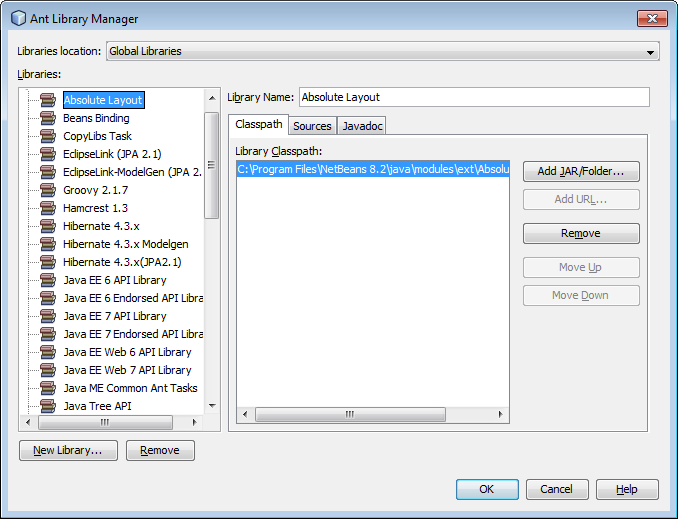 Ant Library Manager
Libraries location: Global Libraries
Libraries:
Absolute Layout
Beans Binding
CopyLibs Task
EclipseLink (JPA 2.1)
EclipseLink-ModelGen (JPA 2.
Groovy 2.1.7
Hamcrest 1.3
Hibernate 4.3.x
Hibernate 4.3.x Modelgen
Hibernate 4.3.x(JPA2.1)
Java EE 6 API Library
Java EE 6 Endorsed API Libra
Java EE 7 API Library
Java EE 7 Endorsed API Libra
Java EE Web 6 API Library
Java EE Web 7 API Library
Java ME Common Ant Tasks
Java Tree API
New Library...
Remove
Library Name: Absolute Layout
Classpath
Sources
Javadoc
Library Classpath:
C:\Program Files\NetBeans 8.2\java\modules\ext\Absolu
Add JAR/Folder...
Add URL...
Remove
Move Up
Move Down
OK
Cancel
Help